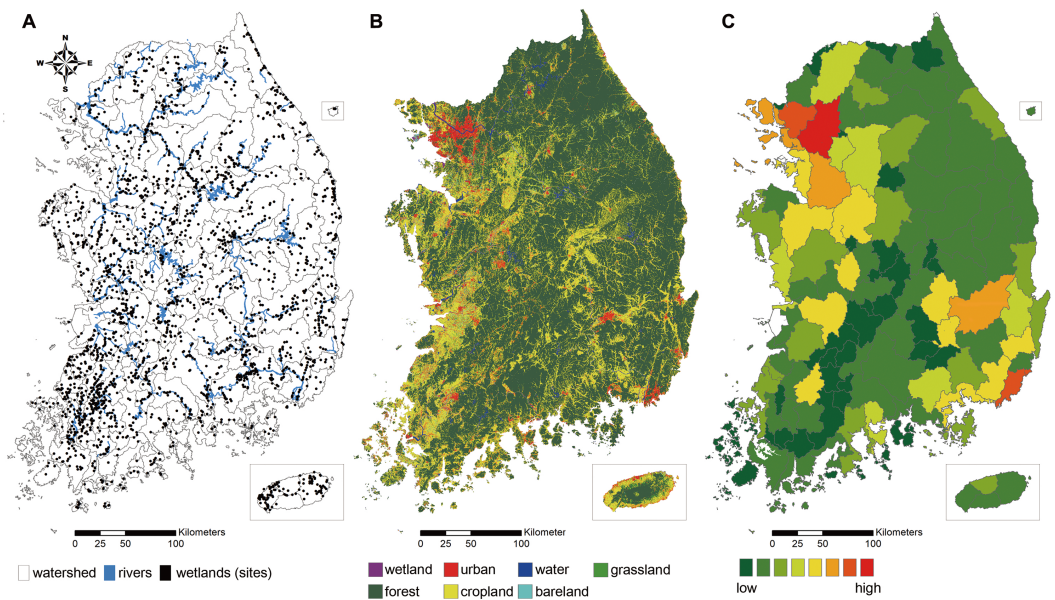 A
B
C
N
W E
S
Kilometers
0 25 50 100
Kilometer
0 25 50 100
Kilometer
0 25 50 100
watershed rivers wetlands (sites)
wetland urban water grassland
forest cropland bareland
low high